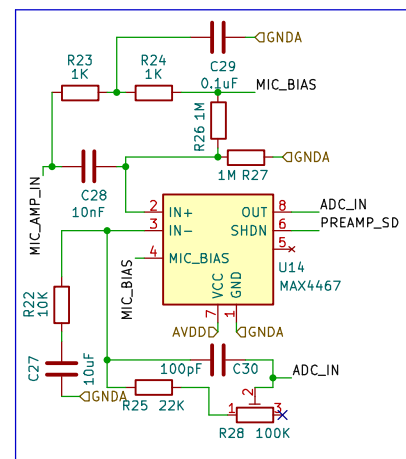 GNDA
R23
1K
R24
1K
C29
0.1uF
MIC_BIAS
R26 1M
1M R27
GNDA
MIC_AMP_IN
C28
10nF
2 IN+
3 IN-
4 MIC_BIAS
OUT 8
SHDN 6
5
VCC
GND
7
1
ADC_IN
PREAMP_SD
U14
MAX4467
MIC_BIAS
AVDD
GNDA
R22
10K
C27
10uF
GNDA
100pF C30
ADC_IN
R25 22K
1
2
3
R28 100K